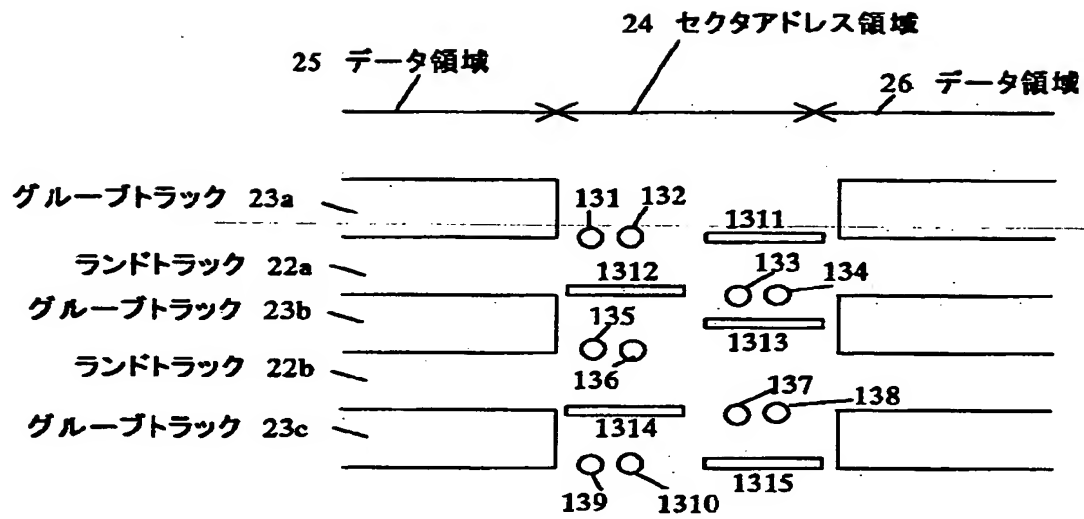 24 セクタアドレス領域
25 データ領域
26 データ領域
グルーブトラック 23a
131
132
1311
ランドトラック 22a
1312
133
134
グルーブトラック 23b
135
1313
ランドトラック 22b
136
137
138
グルーブトラック 23c
1314
139
1310
1315